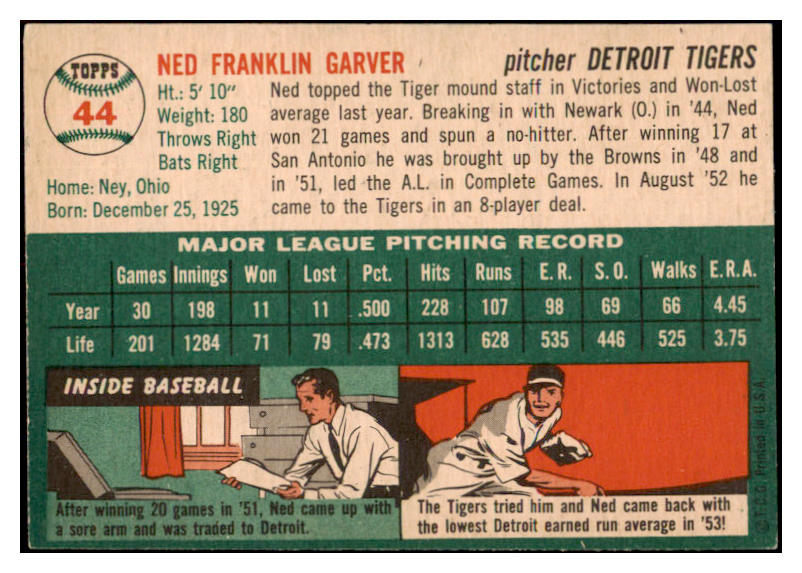 TOPPS
44
NED FRANKLIN GARVER
pitcher DETROIT TIGERS
Ht.: 5' 10"
Weight: 180
Throws Right
Bats Right
Home: Ney, Ohio
Born: December 25, 1925
Ned topped the Tiger mound staff in Victories and Won-Lost
average last year. Breaking in with Newark (O.) in '44, Ned
won 21 games and spun a no-hitter. After winning 17 at
San Antonio he was brought up by the Browns in '48 and
in '51, led the A.L. in Complete Games. In August '52 he
came to the Tigers in an 8-player deal.
MAJOR LEAGUE PITCHING RECORD
Games Innings Won Lost Pct. Hits Runs E.R. S.O. Walks E.R.A.
Year 30 198 11 11 .500 228 107 98 69 66 4.45
Life 201 1284 71 79 .473 1313 628 535 446 525 3.75
INSIDE BASEBALL
After winning 20 games in '51, Ned came up with
a sore arm and was traded to Detroit.
The Tigers tried him and Ned came back with
the lowest Detroit earned run average in '53!
© T.C.G. Printed in U.S.A.